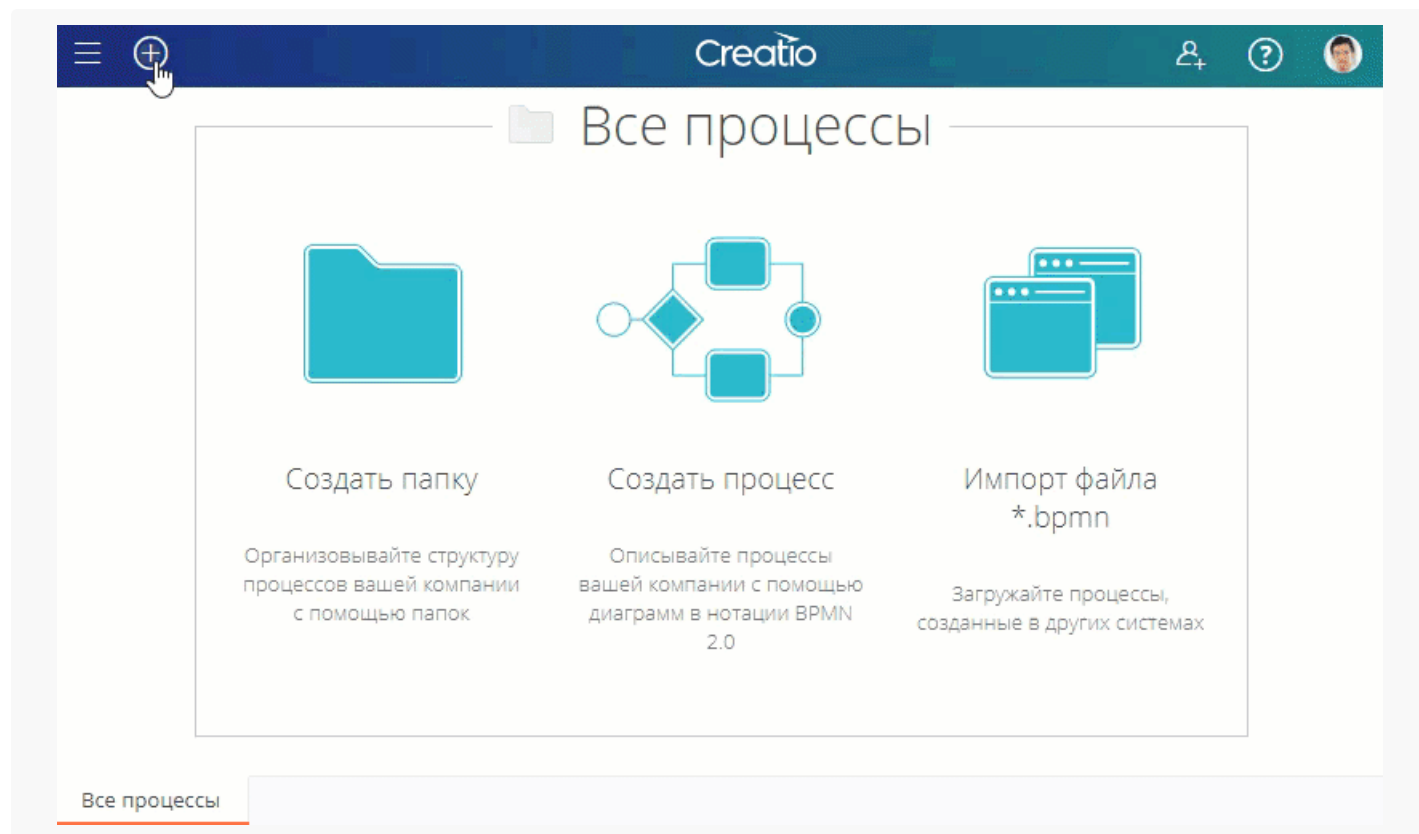 Creatio
Все процессы
Создать папку
Организовывайте структуру
процессов вашей компании
с помощью папок
Создать процесс
Описывайте процессы
вашей компании с помощью
диаграмм в нотации BPMN
2.0
Импорт файла
*.bpmn
Загружайте процессы,
созданные в других системах
Все процессы